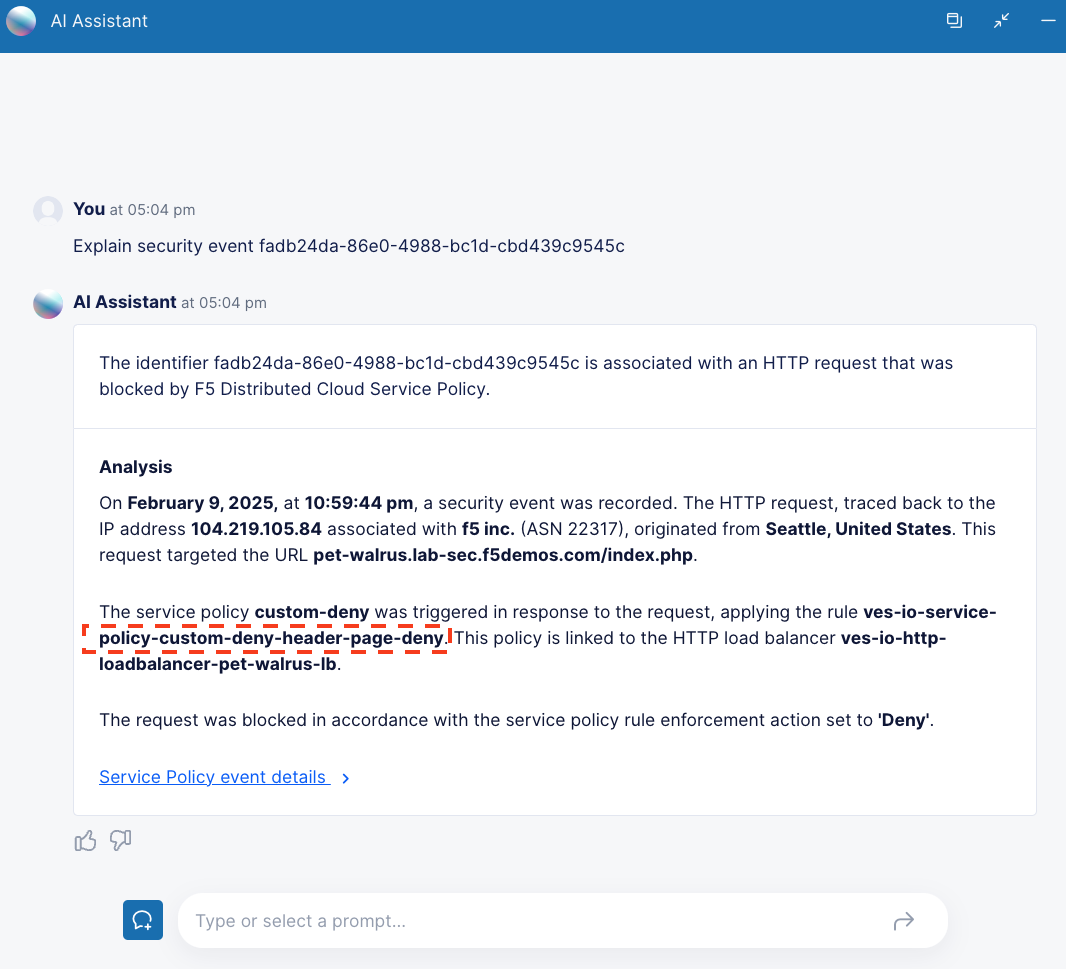 AI Assistant
You at 05:04 pm
Explain security event fadb24da-86e0-4988-bc1d-cbd439c9545c
AI Assistant at 05:04 pm
The identifier fadb24da-86e0-4988-bc1d-cbd439c9545c is associated with an HTTP request that was
blocked by F5 Distributed Cloud Service Policy.
Analysis
On February 9, 2025, at 10:59:44 pm, a security event was recorded. The HTTP request, traced back to the
IP address 104.219.105.84 associated with f5 inc. (ASN 22317), originated from Seattle, United States. This
request targeted the URL pet-walrus.lab-sec.f5demos.com/index.php.
The service policy custom-deny was triggered in response to the request, applying the rule ves-io-service-
policy-custom-deny-header-page-deny. This policy is linked to the HTTP load balancer ves-io-http-
loadbalancer-pet-walrus-lb.
The request was blocked in accordance with the service policy rule enforcement action set to 'Deny'.
Service Policy event details
Type or select a prompt...